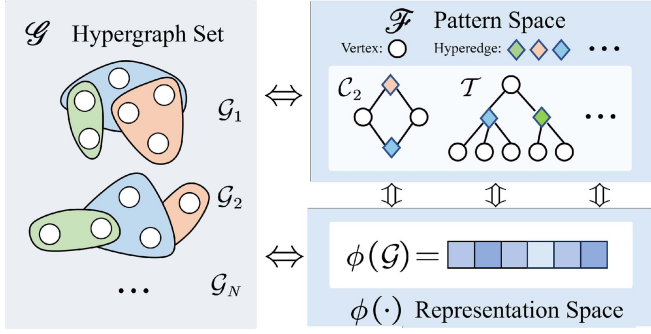 𝒢 Hypergraph Set
𝒢₁
𝒢₂
... 𝒢_N
ℱ Pattern Space
Vertex: Hyperedge: ...
𝒞₂ 𝒯 ...
ϕ(𝒢)=
ϕ(·) Representation Space